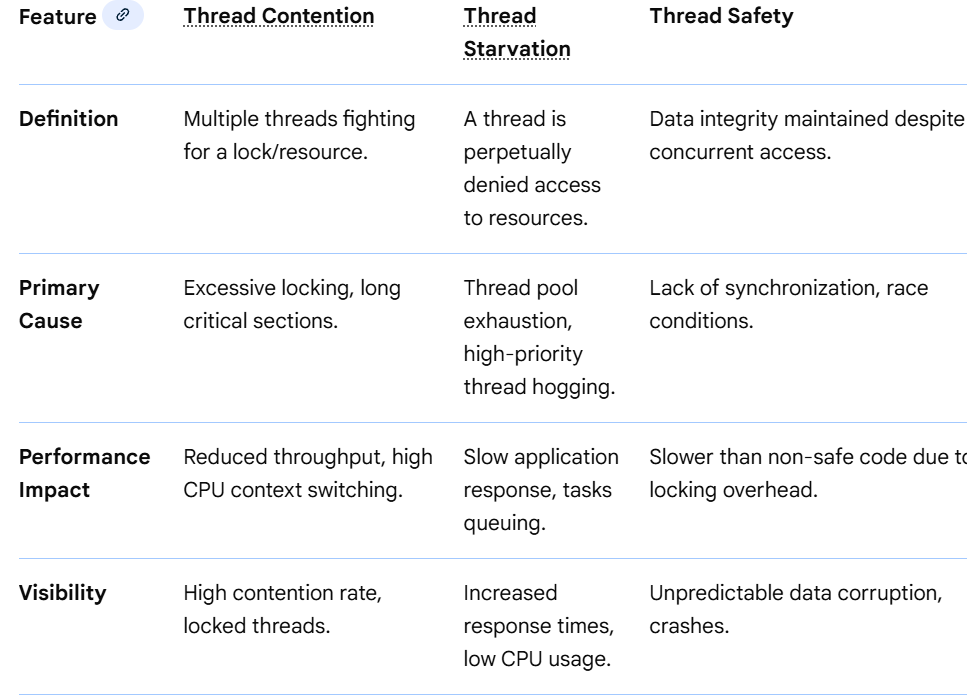 Feature Thread Contention Thread Starvation Thread Safety
Definition
Multiple threads fighting
for a lock/resource.
A thread is
perpetually
denied access
to resources.
Data integrity maintained despite
concurrent access.
Primary
Cause
Excessive locking, long
critical sections.
Thread pool
exhaustion,
high-priority
thread hogging.
Lack of synchronization, race
conditions.
Performance
Impact
Reduced throughput, high
CPU context switching.
Slow application
response, tasks
queuing.
Slower than non-safe code due to
locking overhead.
Visibility
High contention rate,
locked threads.
Increased
response times,
low CPU usage.
Unpredictable data corruption,
crashes.